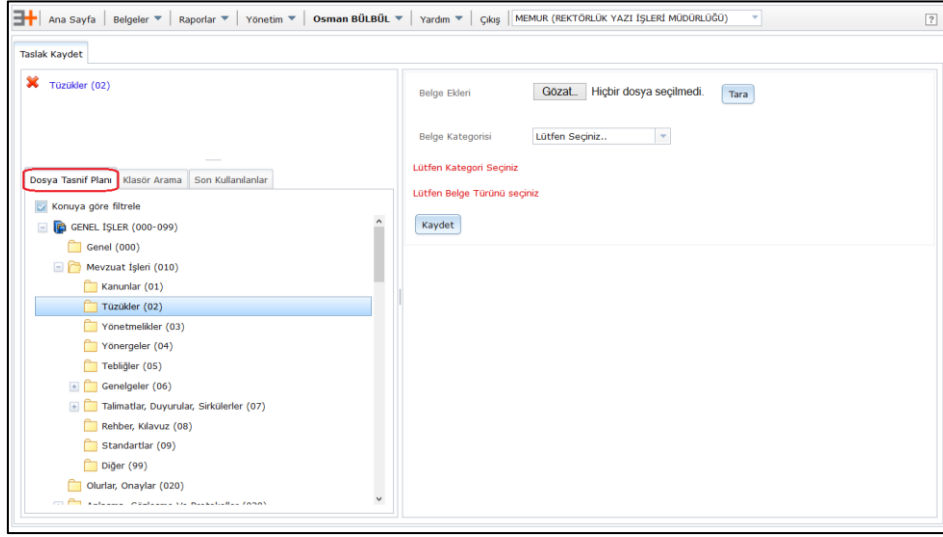 Ana Sayfa Belgeler Raporlar Yönetim Osman BÜLBÜL Yardım Çıkış MEMUR (REKTÖRLÜK YAZI İŞLERİ MÜDÜRLÜĞÜ) ?
Taslak Kaydet
Tüzükler (02)
Dosya Tasnif Planı Klasör Arama Son Kullanılanlar
Konuya göre filtrele
GENEL İŞLER (000-099)
Genel (000)
Mevzuat İşleri (010)
Kanunlar (01)
Tüzükler (02)
Yönetmelikler (03)
Yönergeler (04)
Tebliğler (05)
Genelgeler (06)
Talimatlar, Duyurular, Sirkülerler (07)
Rehber, Kılavuz (08)
Standartlar (09)
Diğer (99)
Olurlar, Onaylar (020)
Belge Ekleri Gözat... Hiçbir dosya seçilmedi. Tara
Belge Kategorisi Lütfen Seçiniz..
Lütfen Kategori Seçiniz
Lütfen Belge Türünü seçiniz
Kaydet